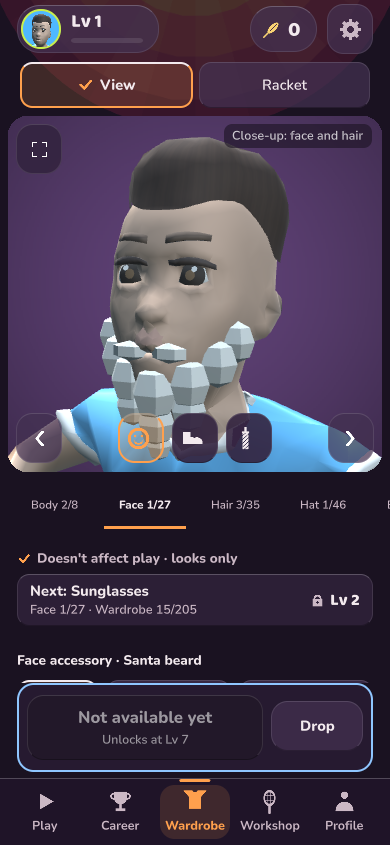 Lv 1
0
View
Racket
Close-up: face and hair
Body 2/8
Face 1/27
Hair 3/35
Hat 1/46
Doesn't affect play · looks only
Next: Sunglasses
Face 1/27 · Wardrobe 15/205
Lv 2
Face accessory · Santa beard
Not available yet
Unlocks at Lv 7
Drop
Play
Career
Wardrobe
Workshop
Profile